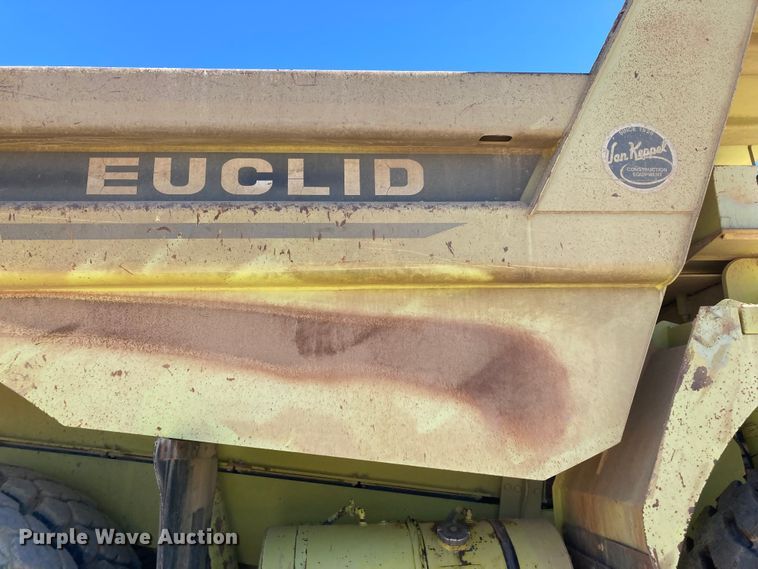 EUCLID
SINCE 1926
Van Keppel
CONSTRUCTION
EQUIPMENT
Purple Wave Auction